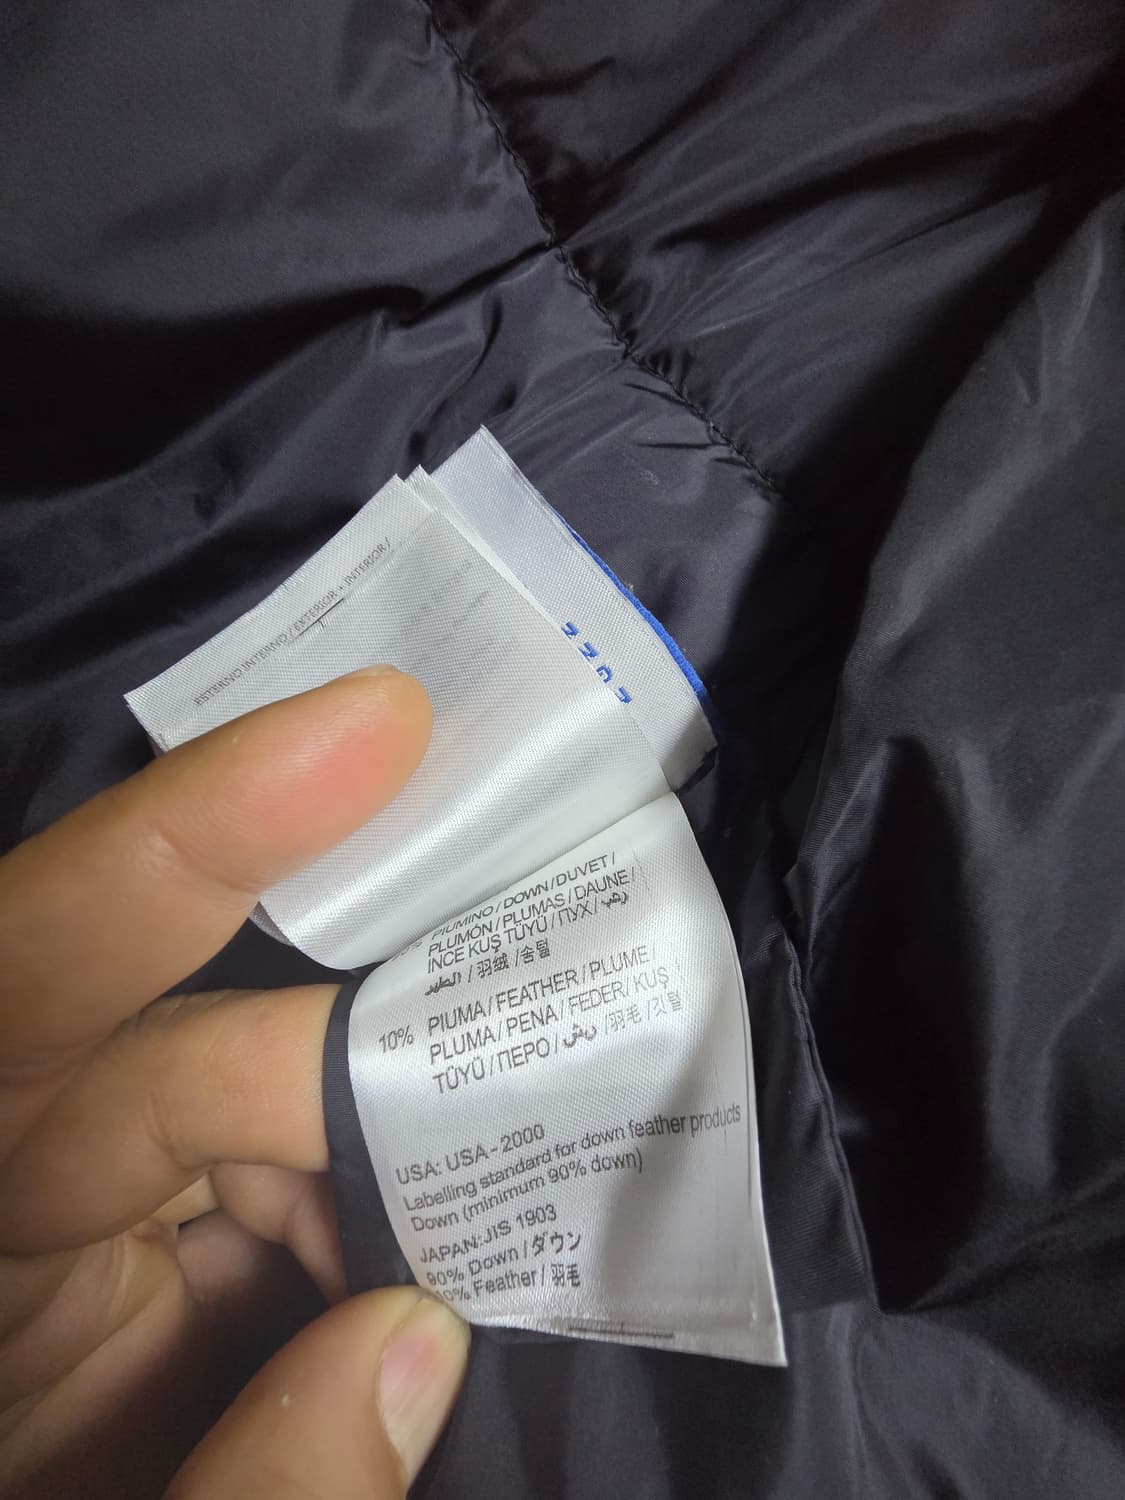 ESTERNO INTERNO / EXTERIOR + INTERIOR /
PIUMINO / DOWN / DUVET /
PLUMÓN / PLUMAS / DAUNE /
İNCE KUŞ TÜYÜ / ПУХ / ريش
الطير / 羽绒 / 솜털
10% PIUMA / FEATHER / PLUME
PLUMA / PENA / FEDER / KUŞ
TÜYÜ / ПЕРО / ريش / 羽毛 / 깃털
USA: USA-2000
Labelling standard for down feather products
Down (minimum 90% down)
JAPAN: JIS 1903
90% Down / ダウン
10% Feather / 羽毛